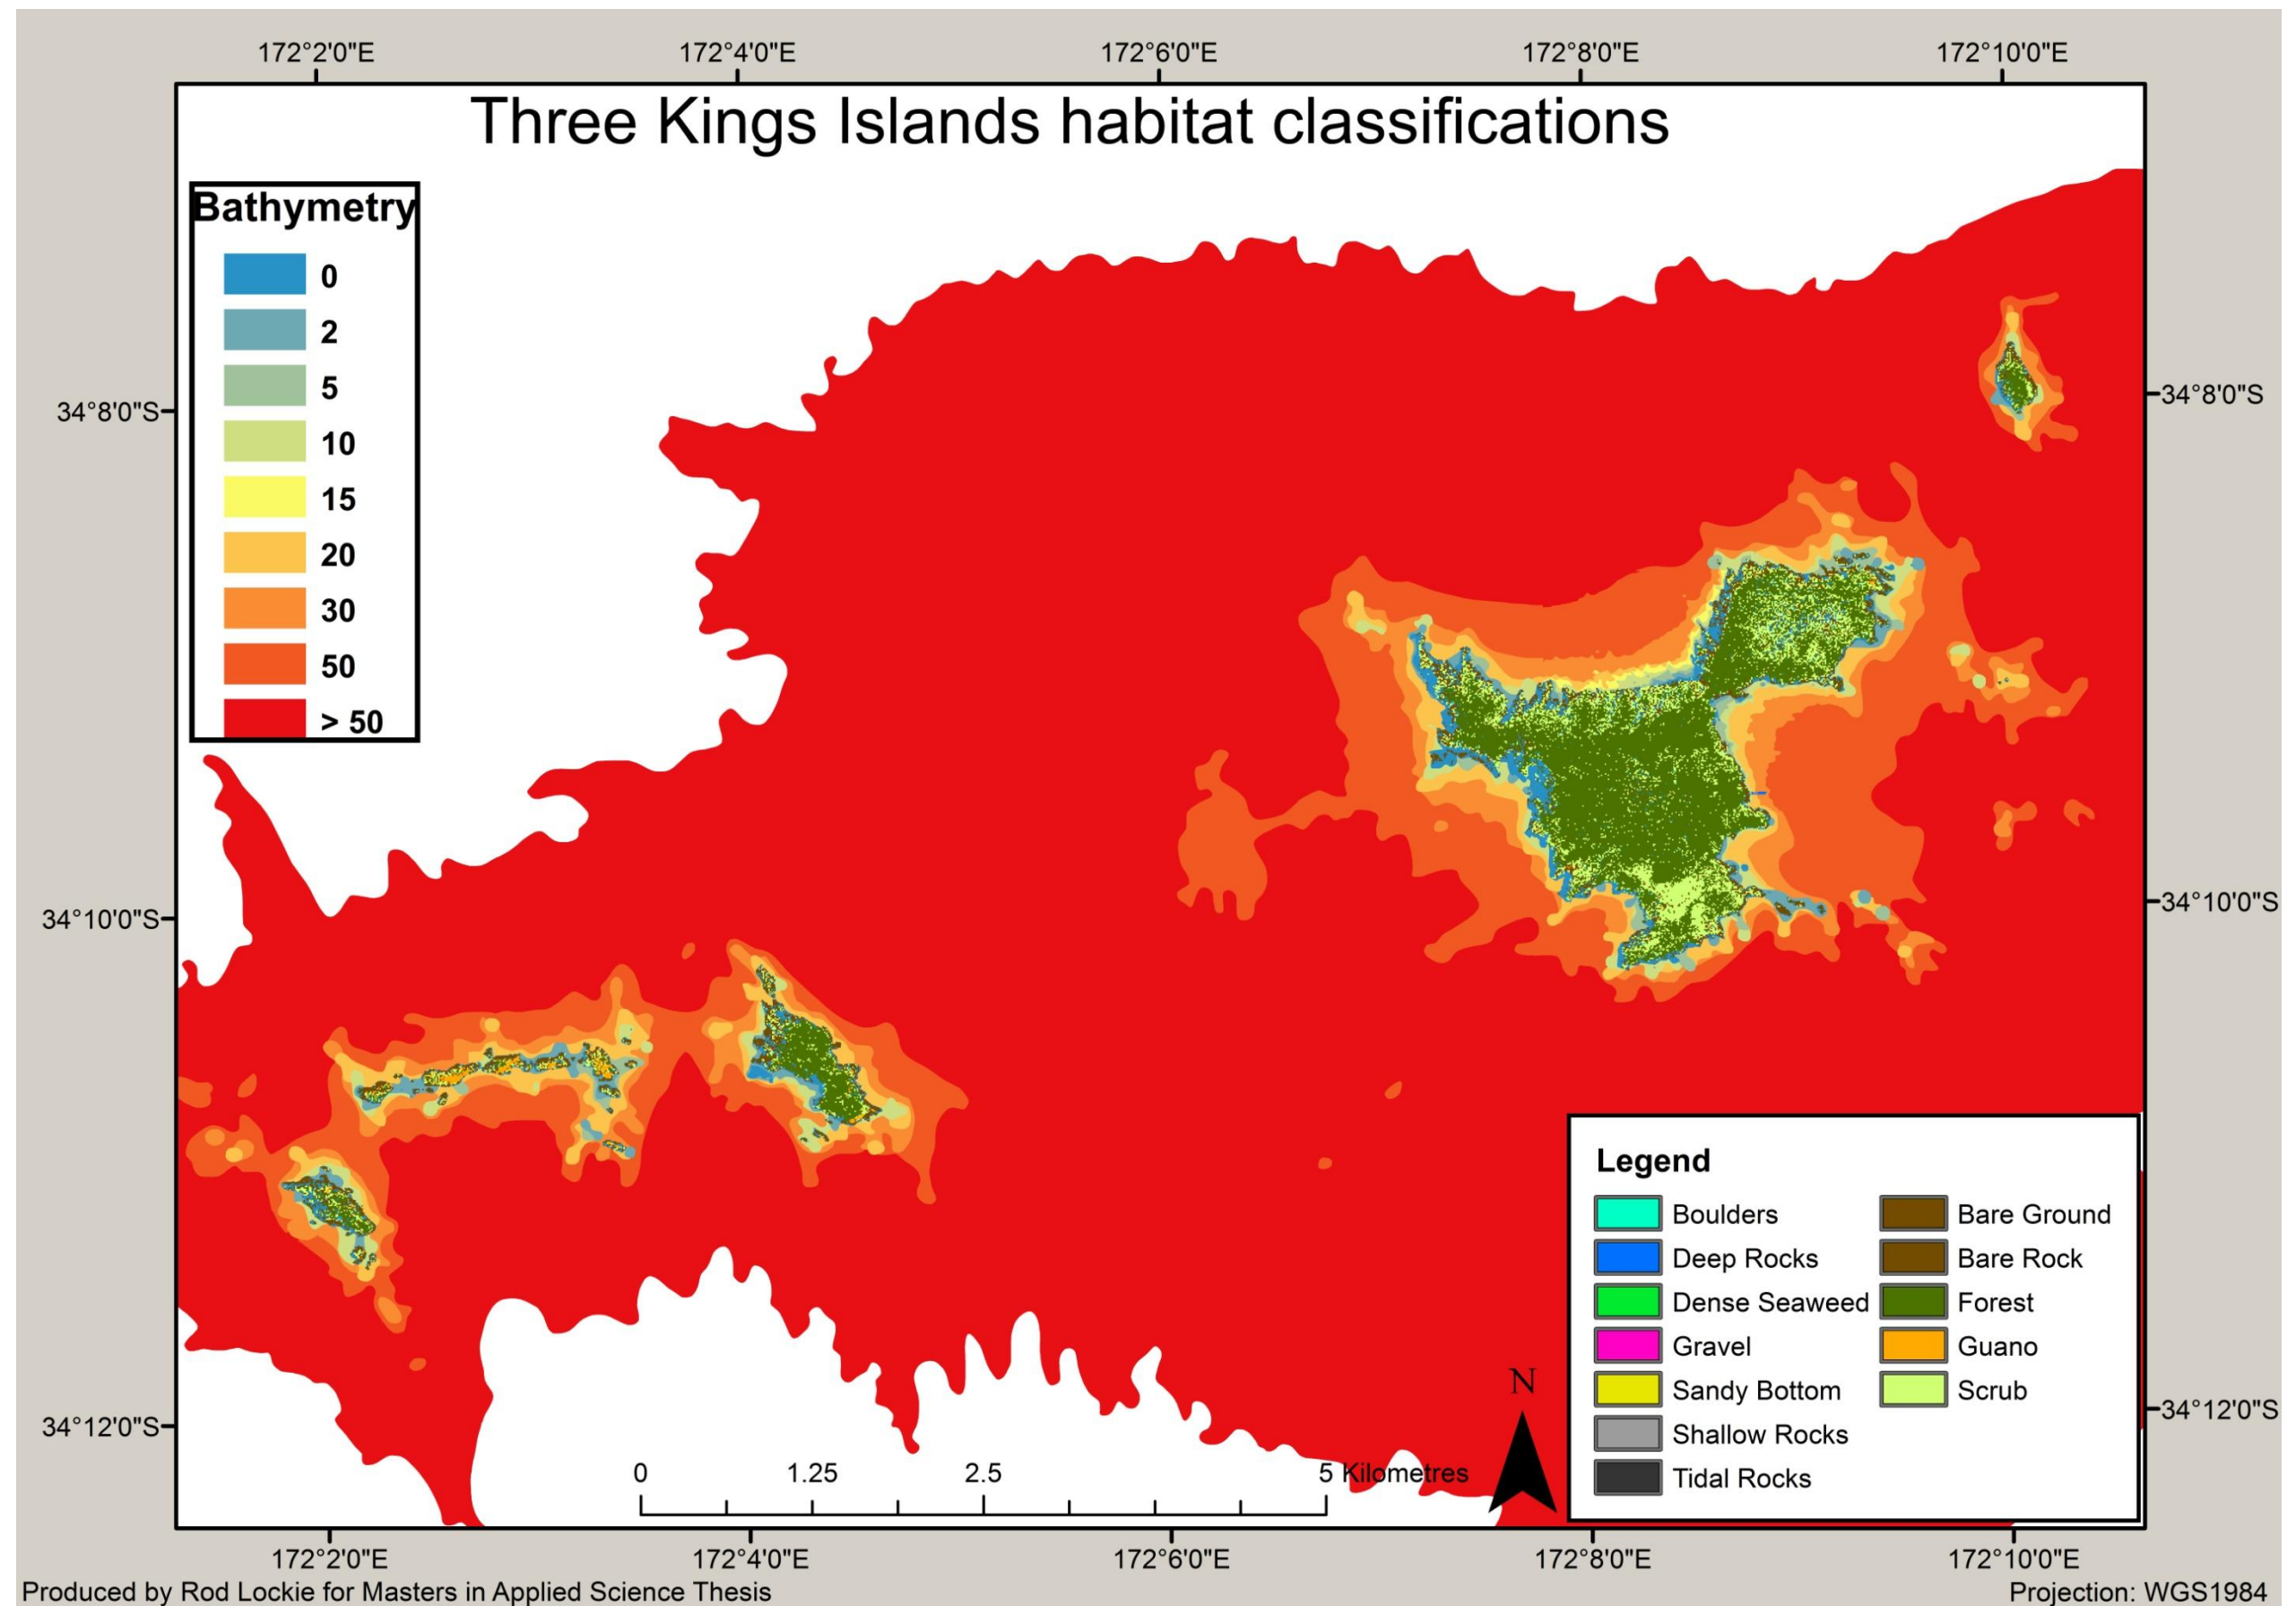 172°2'0"E 172°4'0"E 172°6'0"E 172°8'0"E 172°10'0"E
Three Kings Islands habitat classifications
Bathymetry
0
2
5
10
15
20
30
50
> 50
34°8'0"S 34°8'0"S
34°10'0"S 34°10'0"S
34°12'0"S 34°12'0"S
Legend
Boulders Bare Ground
Deep Rocks Bare Rock
Dense Seaweed Forest
Gravel Guano
Sandy Bottom Scrub
Shallow Rocks
Tidal Rocks
N
0 1.25 2.5 5 Kilometres
172°2'0"E 172°4'0"E 172°6'0"E 172°8'0"E 172°10'0"E
Produced by Rod Lockie for Masters in Applied Science Thesis Projection: WGS1984